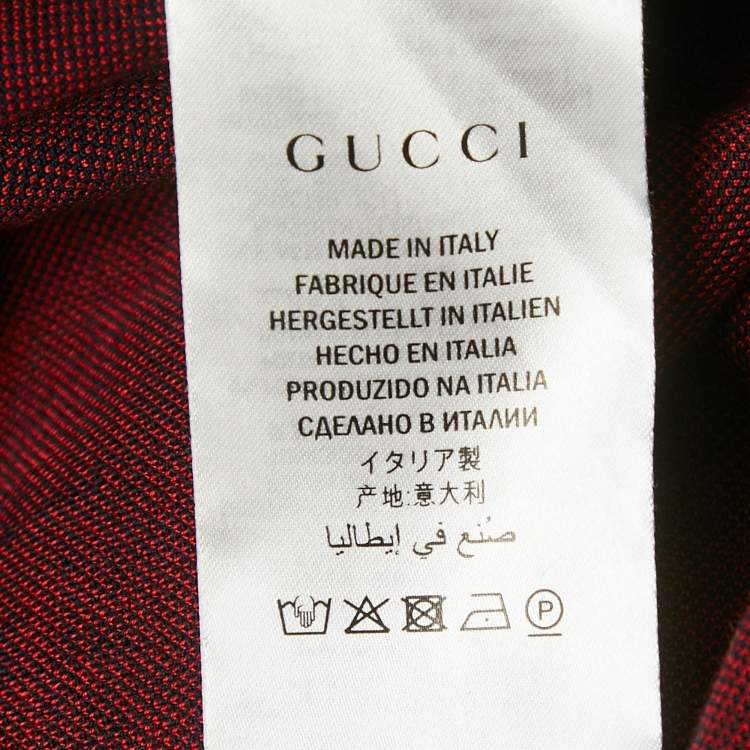 GUCCI
MADE IN ITALY
FABRIQUE EN ITALIE
HERGESTELLT IN ITALIEN
HECHO EN ITALIA
PRODUZIDO NA ITALIA
СДЕЛАНО В ИТАЛИИ
イタリア製
产地:意大利
صُنع في إيطاليا
P